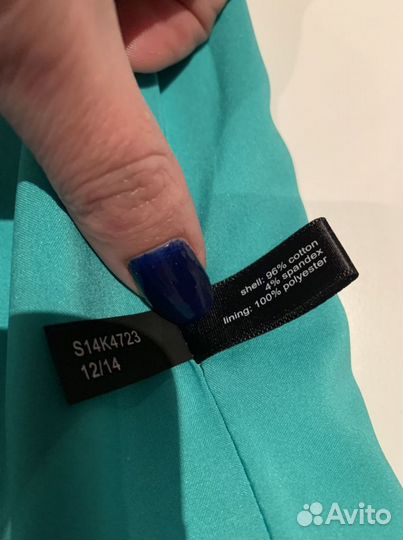 S14K4723
12/14
shell: 96% cotton
4% spandex
lining: 100% polyester
Avito